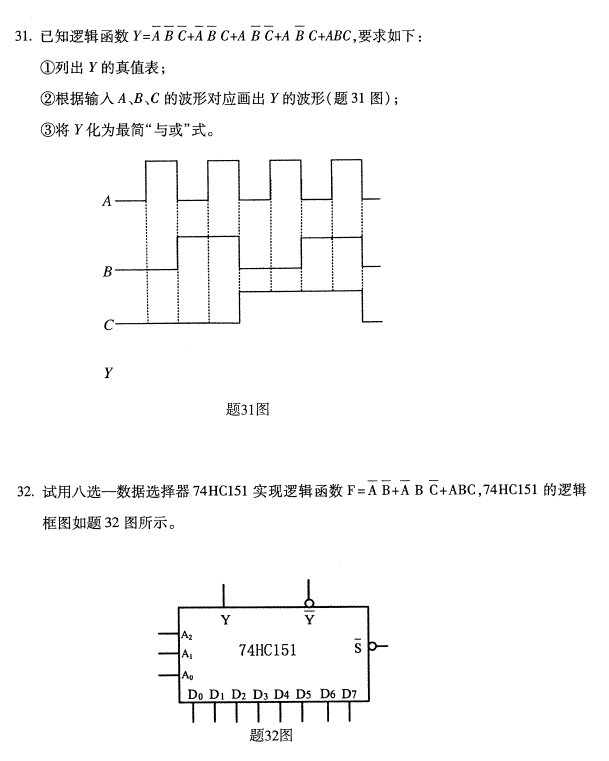 31. 已知逻辑函数 Y=A̅ B̅ C̅+A̅ B̅ C+A B̅ C̅+A B̅ C+ABC,要求如下:
①列出 Y 的真值表;
②根据输入 A、B、C 的波形对应画出 Y 的波形(题 31 图);
③将 Y 化为最简“与或”式。
A
B
C
Y
题31图
32. 试用八选一数据选择器 74HC151 实现逻辑函数 F=A̅ B̅+A̅ B C̅+ABC,74HC151 的逻辑
框图如题 32 图所示。
Y Y̅
A₂
A₁ 74HC151 S̅
A₀
D₀ D₁ D₂ D₃ D4 D5 D6 D7
题32图